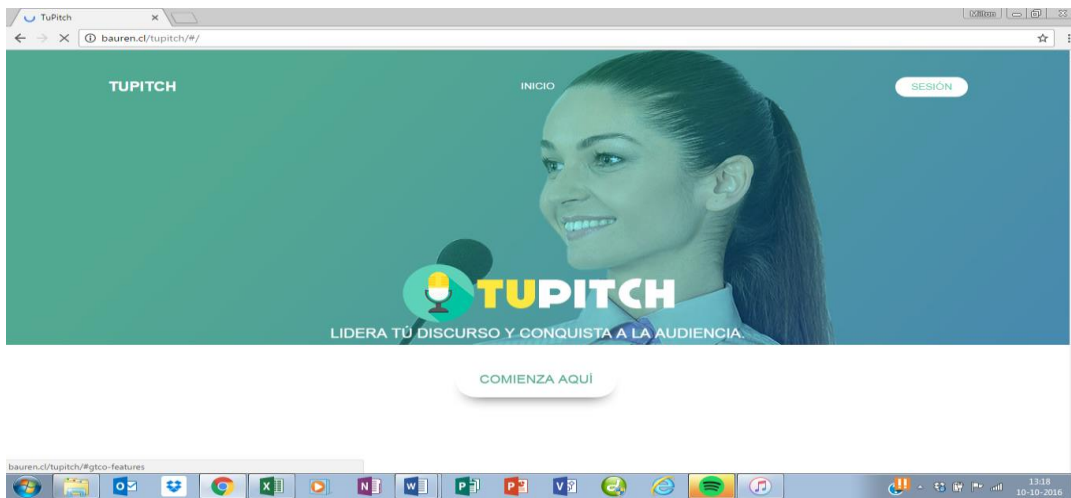 TuPitch
Milton
bauren.cl/tupitch/#/
TUPITCH
INICIO
SESIÓN
TUPITCH
LIDERA TÚ DISCURSO Y CONQUISTA A LA AUDIENCIA.
COMIENZA AQUÍ
bauren.cl/tupitch/#gtco-features
13:18
10-10-2016